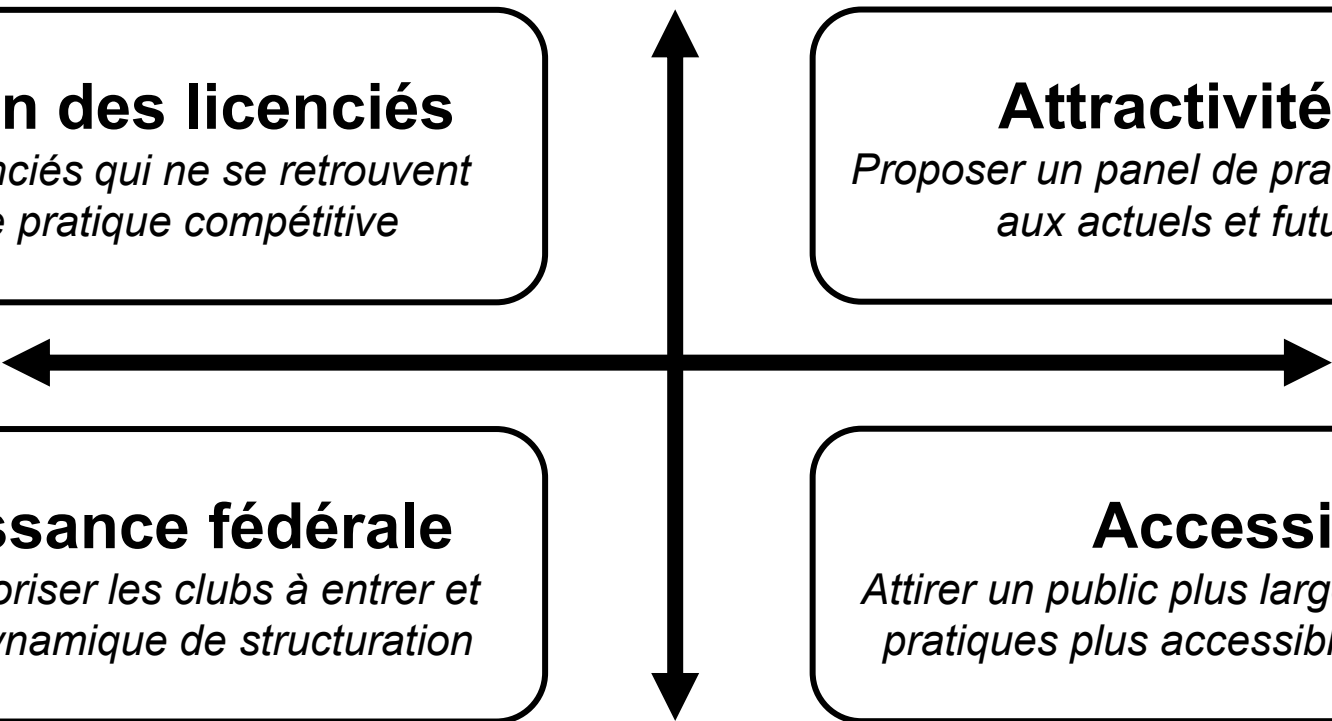 n des licenciés
nciés qui ne se retrouvent
e pratique compétitive
Attractivité
Proposer un panel de pra
aux actuels et futu
ssance fédérale
oriser les clubs à entrer et
ynamique de structuration
Accessi
Attirer un public plus larg
pratiques plus accessibl